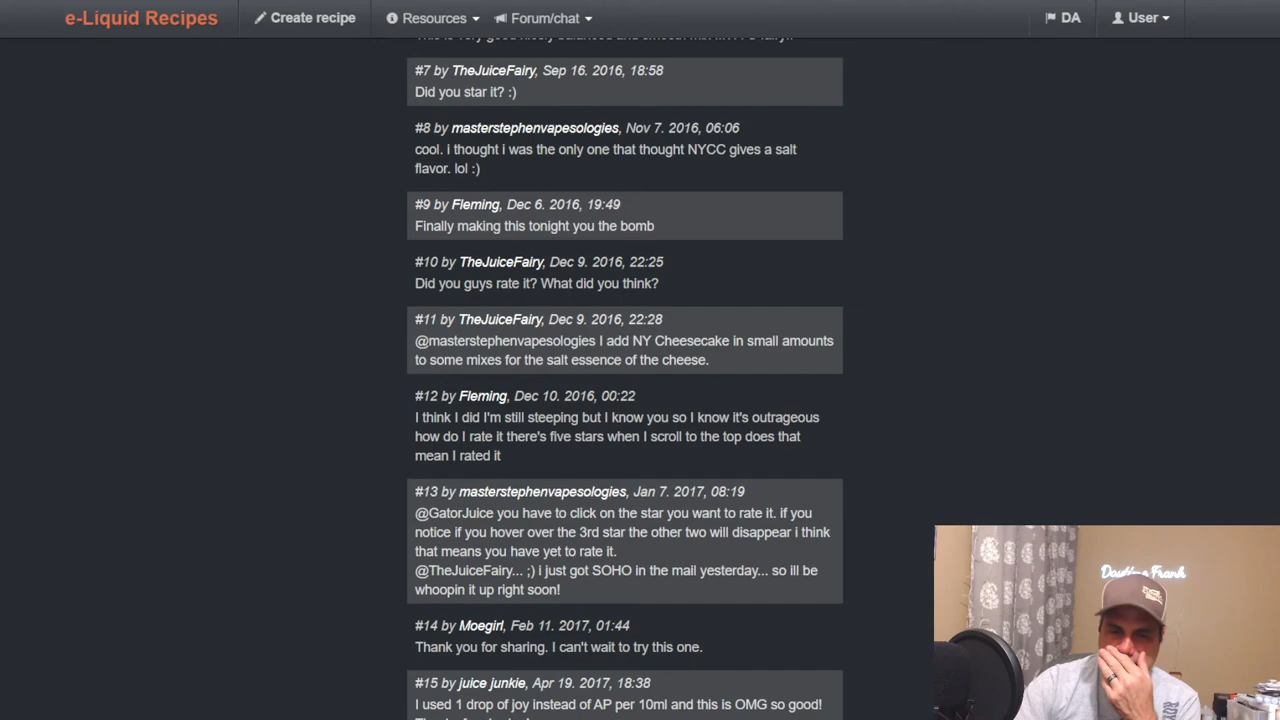 e-Liquid Recipes Create recipe Resources Forum/chat DA User
This is very good nicely balanced and smooth
#7 by TheJuiceFairy, Sep 16. 2016, 18:58
Did you star it? :)
#8 by masterstephenvapesologies, Nov 7. 2016, 06:06
cool. i thought i was the only one that thought NYCC gives a salt
flavor. lol :)
#9 by Fleming, Dec 6. 2016, 19:49
Finally making this tonight you the bomb
#10 by TheJuiceFairy, Dec 9. 2016, 22:25
Did you guys rate it? What did you think?
#11 by TheJuiceFairy, Dec 9. 2016, 22:28
@masterstephenvapesologies I add NY Cheesecake in small amounts
to some mixes for the salt essence of the cheese.
#12 by Fleming, Dec 10. 2016, 00:22
I think I did I'm still steeping but I know you so I know it's outrageous
how do I rate it there's five stars when I scroll to the top does that
mean I rated it
#13 by masterstephenvapesologies, Jan 7. 2017, 08:19
@GatorJuice you have to click on the star you want to rate it. if you
notice if you hover over the 3rd star the other two will disappear i think
that means you have yet to rate it.
@TheJuiceFairy... ;) i just got SOHO in the mail yesterday... so ill be
whoopin it up right soon!
#14 by Moegirl, Feb 11. 2017, 01:44
Thank you for sharing. I can't wait to try this one.
#15 by juice junkie, Apr 19. 2017, 18:38
I used 1 drop of joy instead of AP per 10ml and this is OMG so good!
Daytime Frank